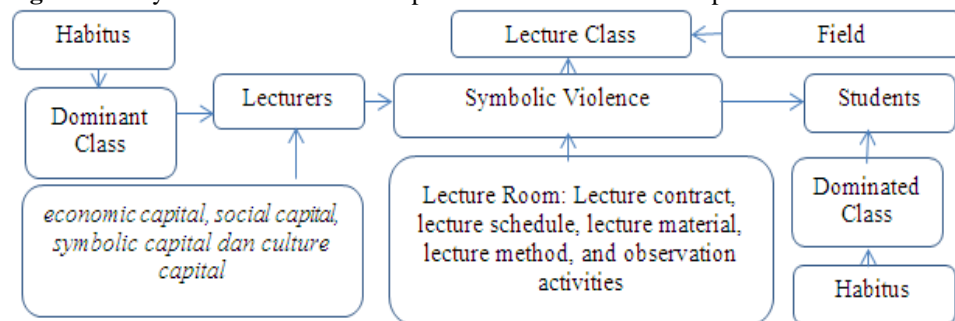 Habitus
Lecture Class
Field
Lecturers
Symbolic Violence
Students
Dominant
Class
economic capital, social capital,
symbolic capital dan culture
capital
Lecture Room: Lecture contract,
lecture schedule, lecture material,
lecture method, and observation
activities
Dominated
Class
Habitus